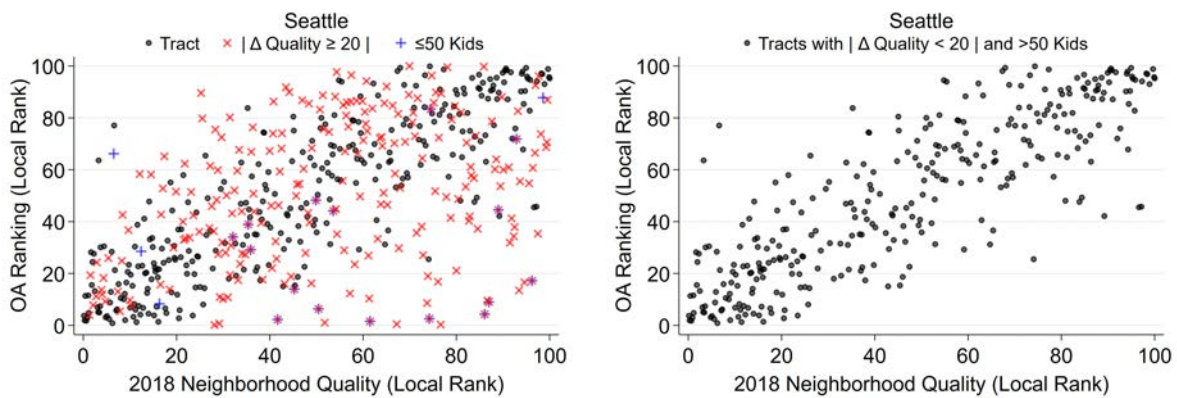 Seattle
Tract | Δ Quality ≥ 20 | ≤50 Kids
OA Ranking (Local Rank)
100
80
60
40
20
0
0 20 40 60 80 100
2018 Neighborhood Quality (Local Rank)
Seattle
Tracts with | Δ Quality < 20 | and >50 Kids
OA Ranking (Local Rank)
100
80
60
40
20
0
0 20 40 60 80 100
2018 Neighborhood Quality (Local Rank)